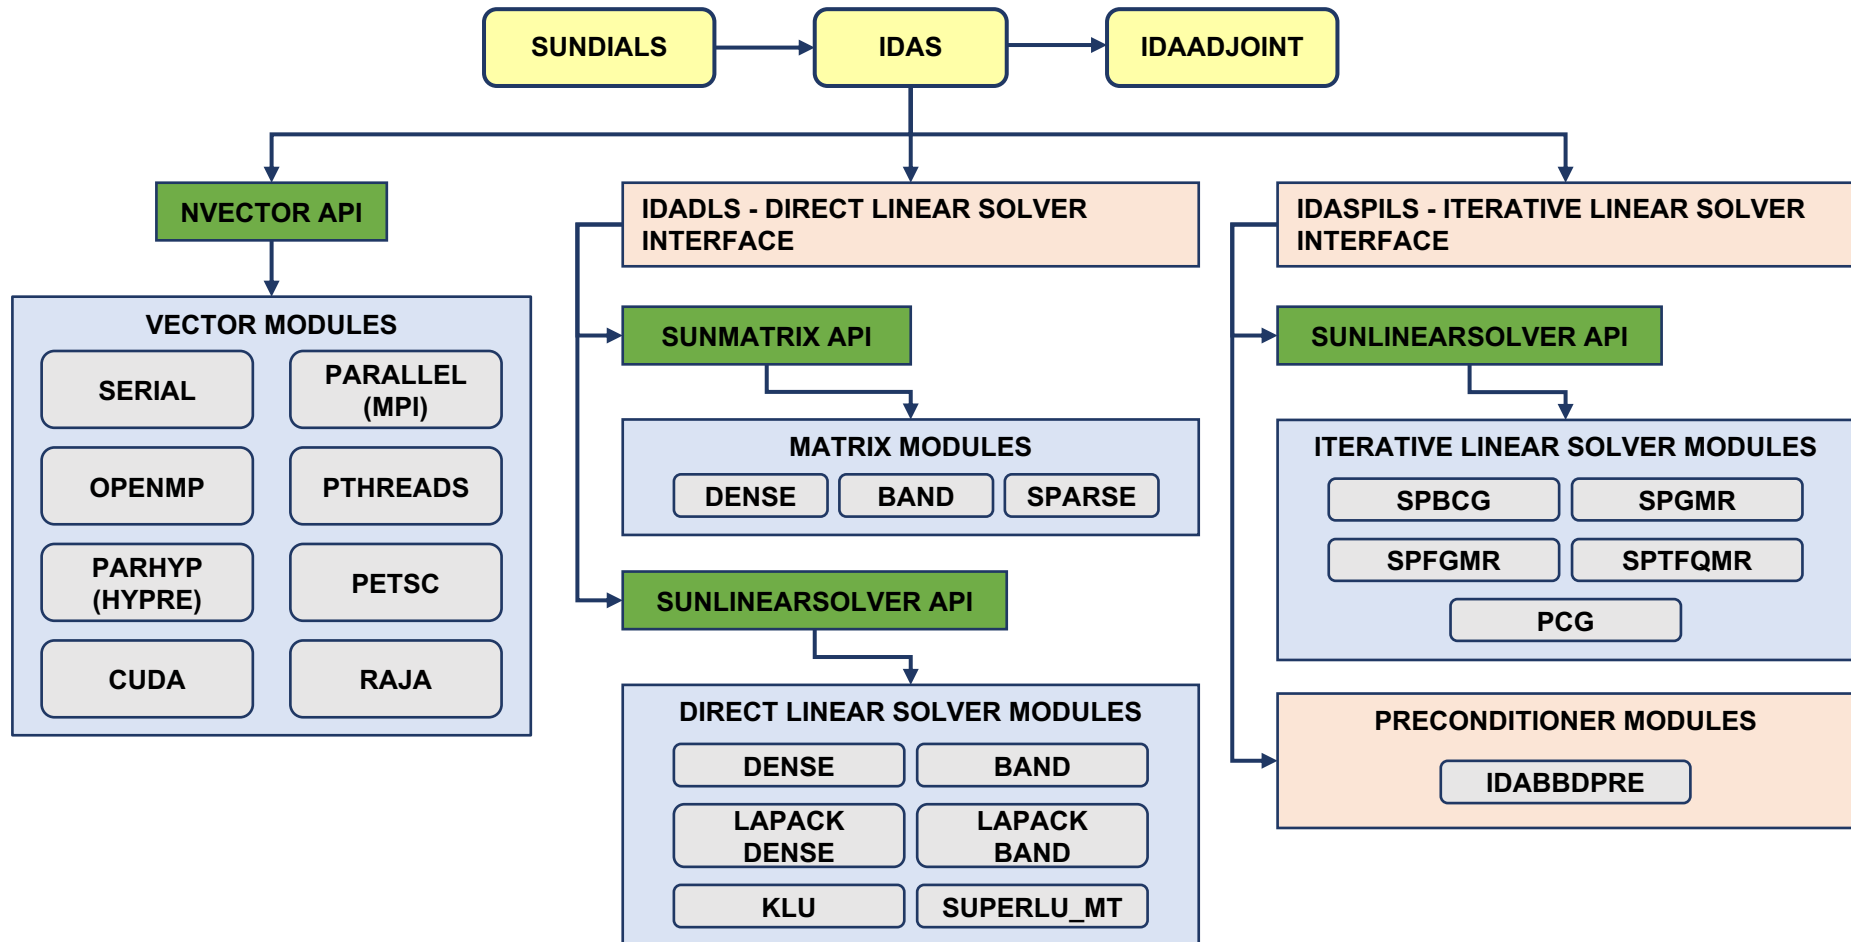 SUNDIALS
IDAS
IDAADJOINT
NVECTOR API
VECTOR MODULES
SERIAL
PARALLEL
(MPI)
OPENMP
PTHREADS
PARHYP
(HYPRE)
PETSC
CUDA
RAJA
IDADLS - DIRECT LINEAR SOLVER
INTERFACE
SUNMATRIX API
MATRIX MODULES
DENSE
BAND
SPARSE
SUNLINEARSOLVER API
DIRECT LINEAR SOLVER MODULES
DENSE
BAND
LAPACK
DENSE
LAPACK
BAND
KLU
SUPERLU_MT
IDASPILS - ITERATIVE LINEAR SOLVER
INTERFACE
SUNLINEARSOLVER API
ITERATIVE LINEAR SOLVER MODULES
SPBCG
SPGMR
SPFGMR
SPTFQMR
PCG
PRECONDITIONER MODULES
IDABBDPRE